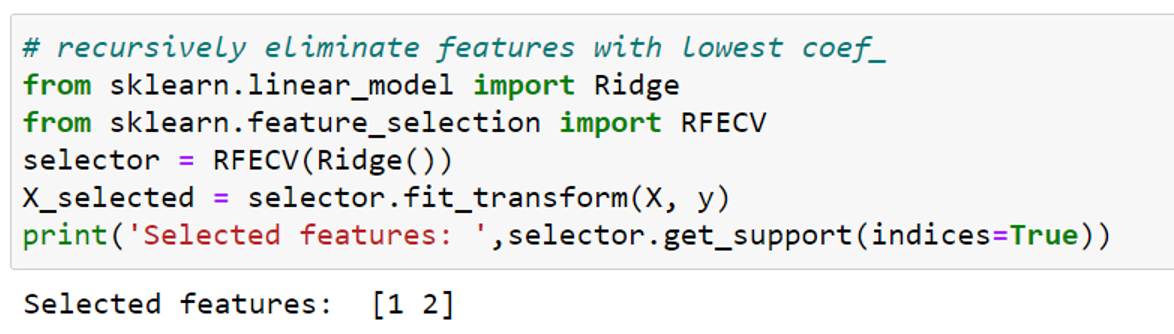 # recursively eliminate features with lowest coef_
from sklearn.linear_model import Ridge
from sklearn.feature_selection import RFECV
selector = RFECV(Ridge())
X_selected = selector.fit_transform(X, y)
print('Selected features: ',selector.get_support(indices=True))
Selected features:  [1 2]